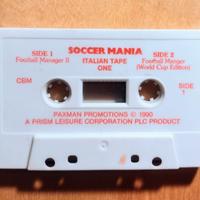 SOCCER MANIA
SIDE 1
Football Manager II
ITALIAN TAPE
ONE
SIDE 2
Football Manger
(World Cup Edition)
CBM
SIDE
1
PAXMAN PROMOTIONS © 1990
A PRISM LEISURE CORPORATION PLC PRODUCT